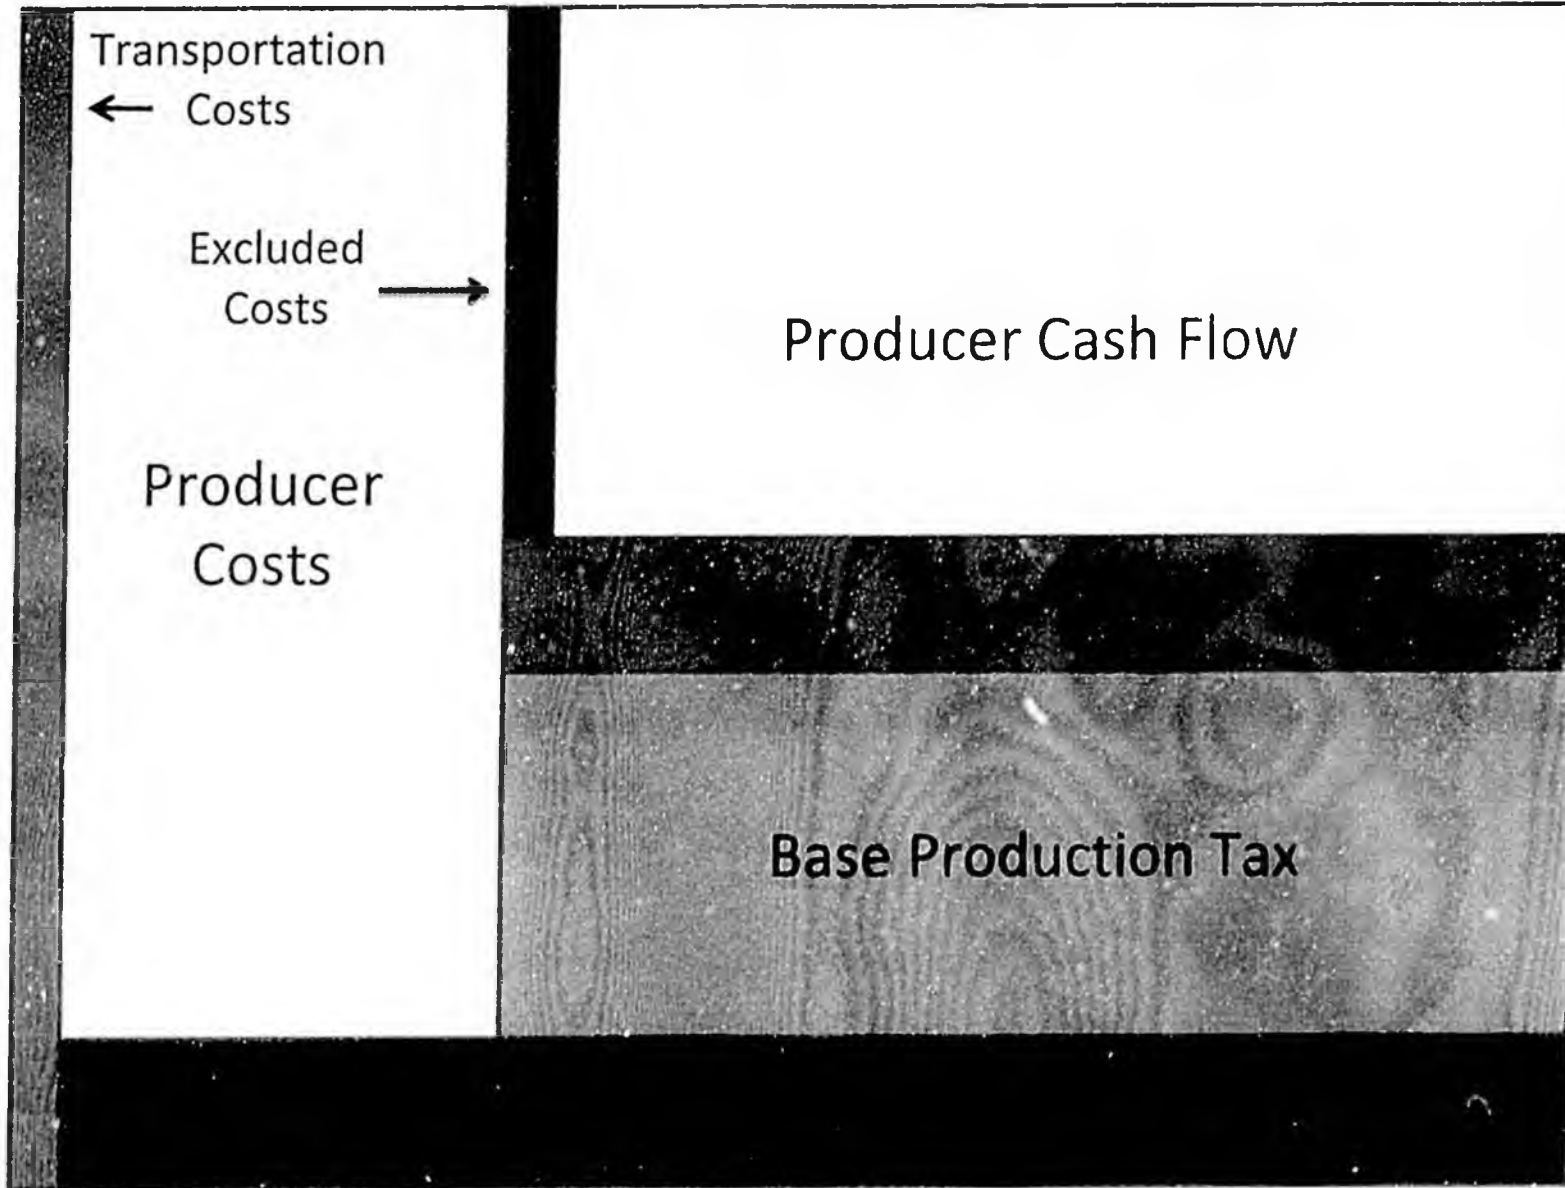 Transportation
Costs
Excluded
Costs
Producer Cash Flow
Producer
Costs
Base Production Tax